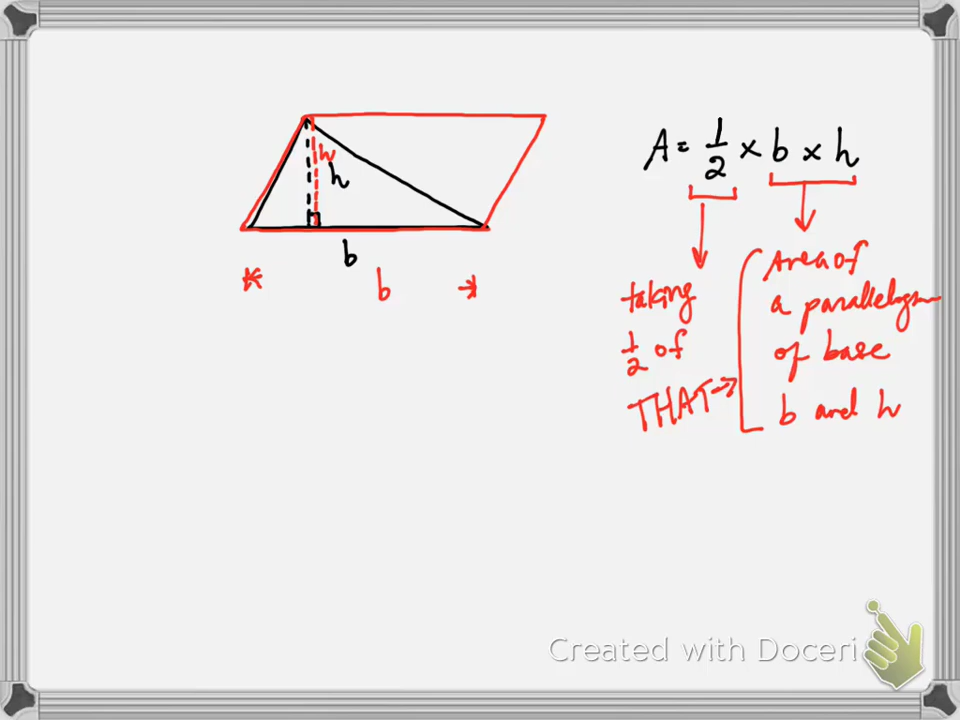 h
h
b
b
A = 1/2 × b × h
taking
1/2 of
THAT →
Area of
a parallelogram
of base
b and h
Created with Doceri